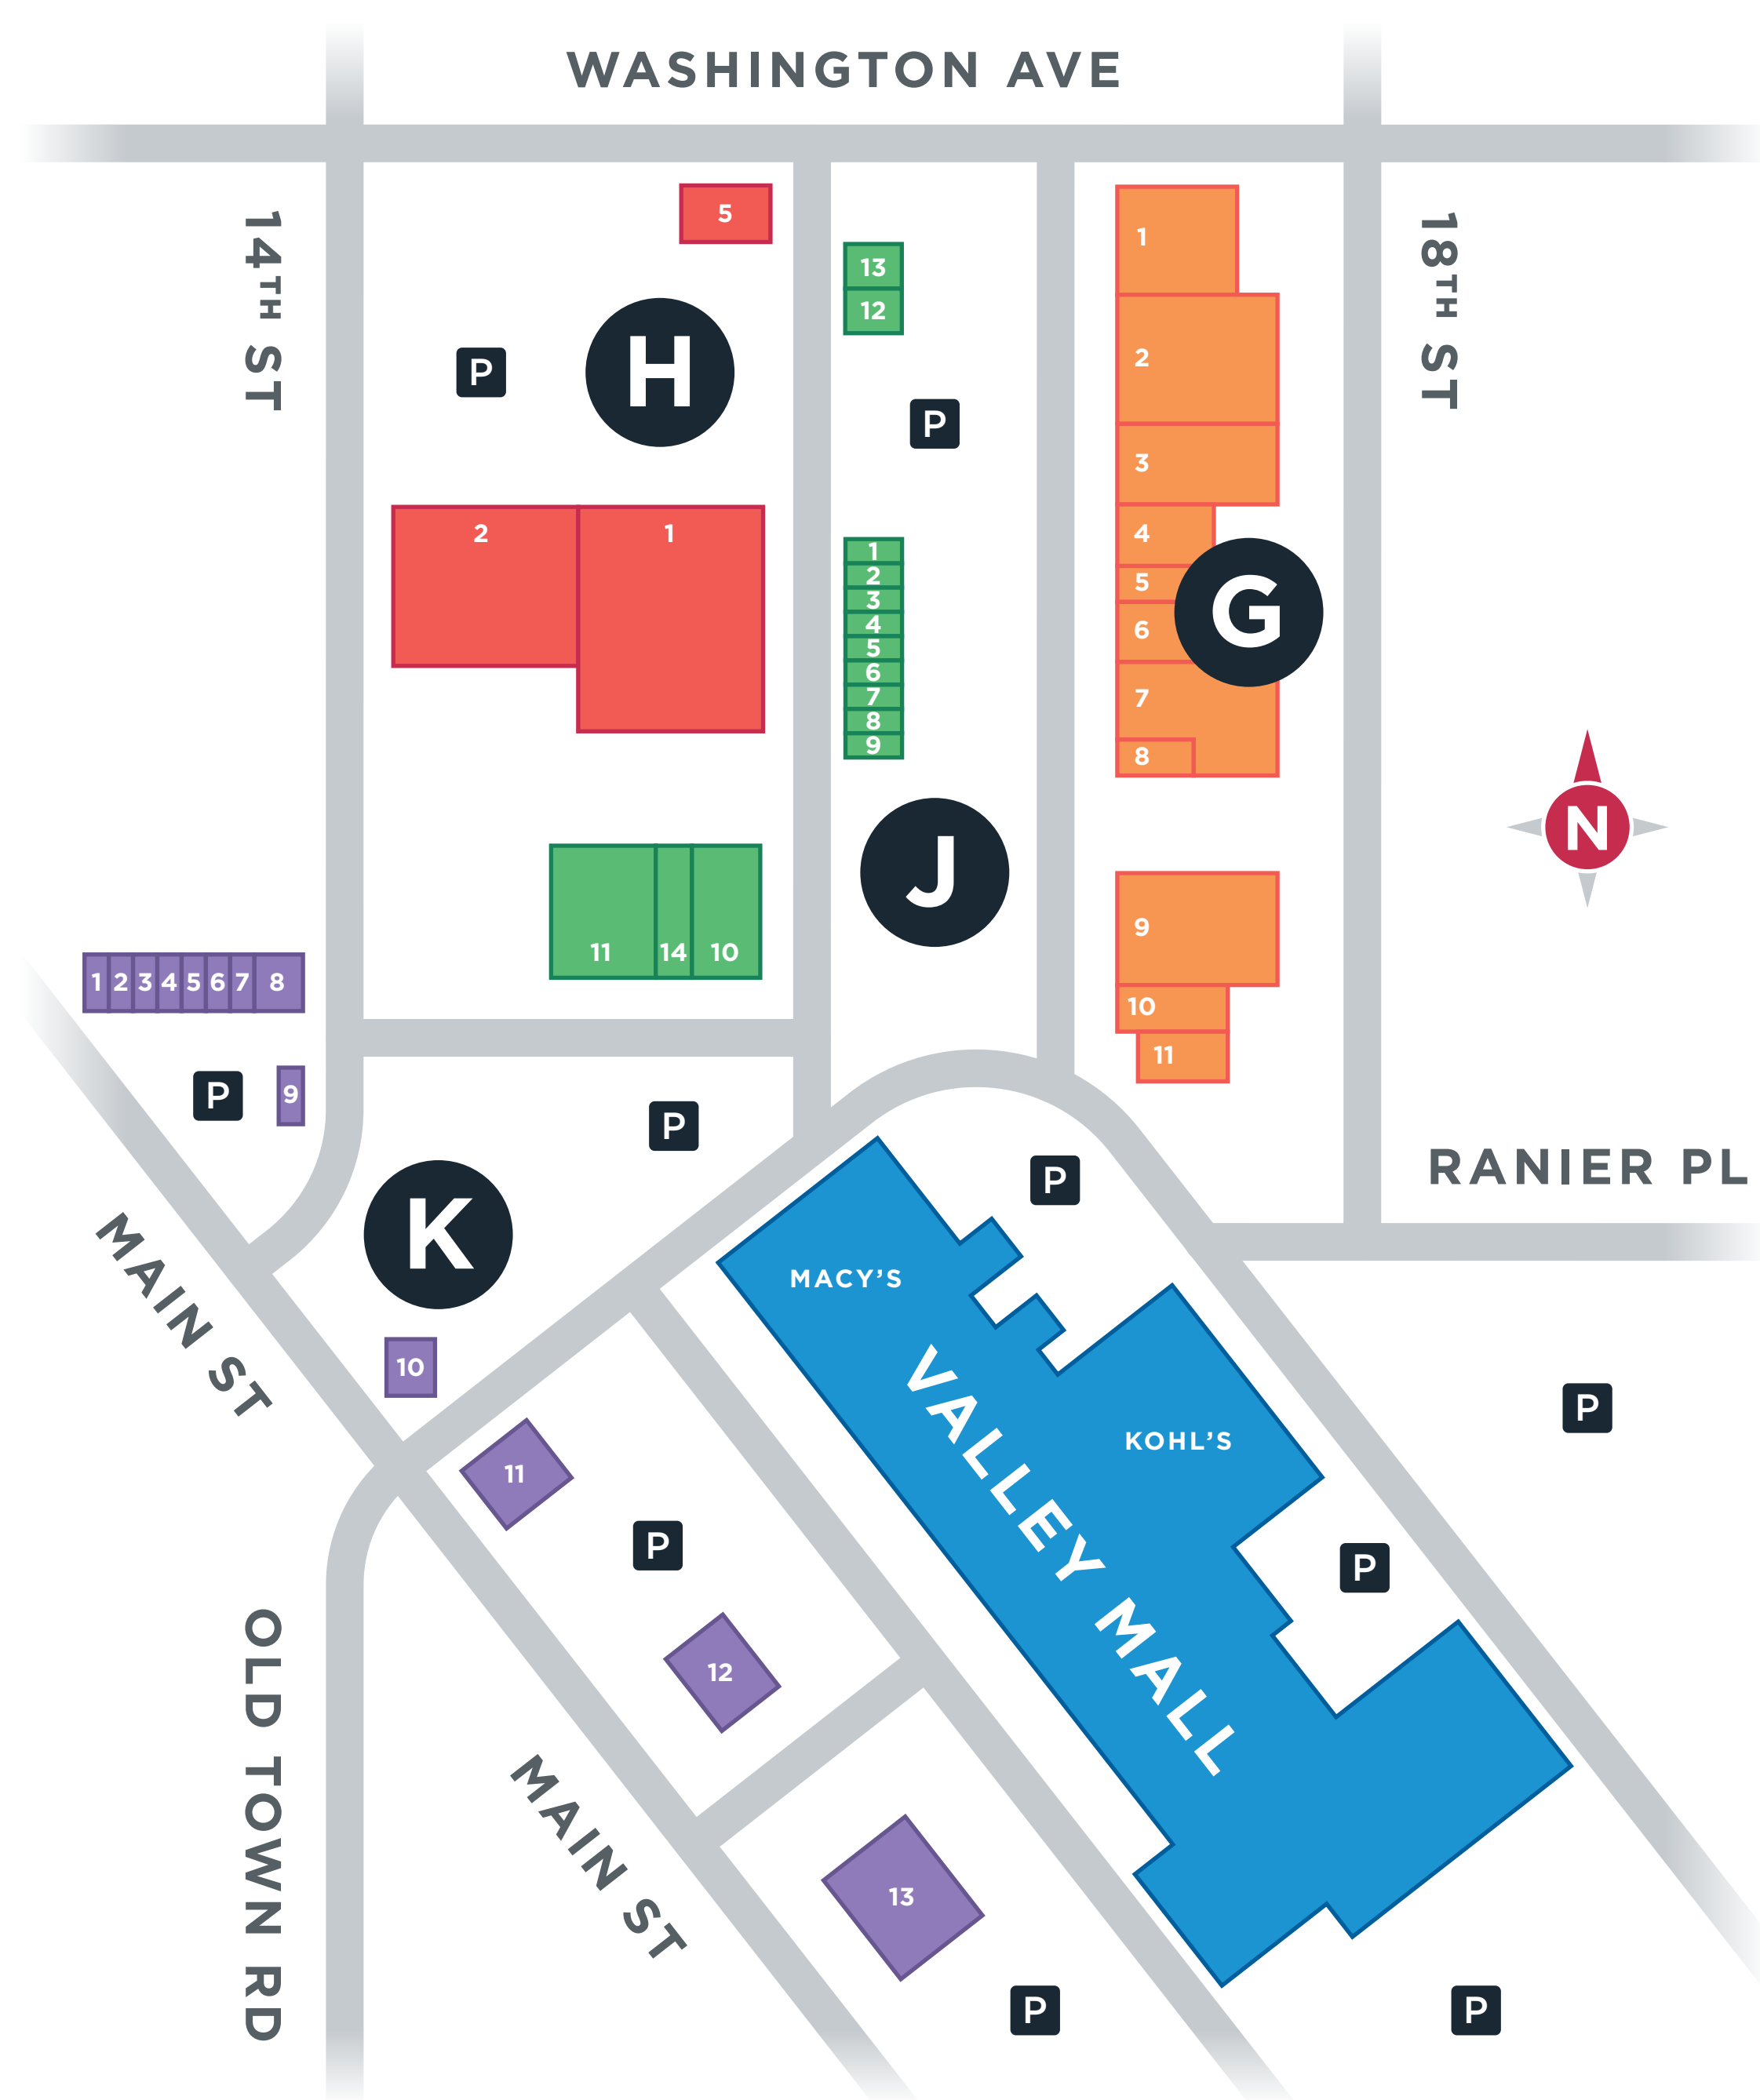 WASHINGTON AVE
14TH ST
18TH ST
5
H
P
13
12
P
1
2
3
4
5
6
7
8
G
2
1
1
2
3
4
5
6
7
8
9
J
N
11
14
10
9
10
11
1
2
3
4
5
6
7
8
P
9
P
K
P
RANIER PL
MAIN ST
10
MACY'S
VALLEY MALL
KOHL'S
P
P
11
P
12
OLD TOWN RD
MAIN ST
13
P
P